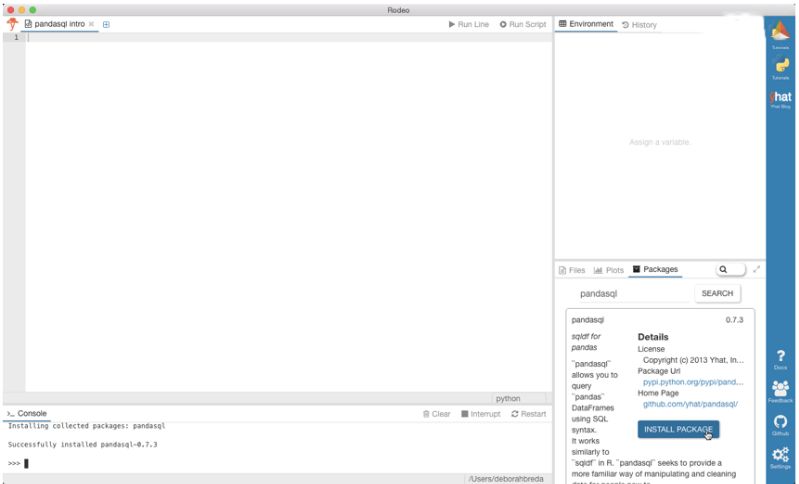 Rodeo
pandasql intro
Run Line
Run Script
Environment
History
1
Assign a variable.
Tutorials
Tutorials
yhat
Yhat Blog
Files
Plots
Packages
pandasql
SEARCH
pandasql
0.7.3
sqldf for
pandas
`pandasql`
allows you to
query
`pandas`
DataFrames
using SQL
syntax.
It works
similarly to
`sqldf` in R. `pandasql` seeks to provide a
more familiar way of manipulating and cleaning
data for people new to
Details
License
Copyright (c) 2013 Yhat, In...
Package Url
pypi.python.org/pypi/pand...
Home Page
github.com/yhat/pandasql/
INSTALL PACKAGE
Docs
Feedback
Github
Settings
python
>_ Console
Clear
Interrupt
Restart
Installing collected packages: pandasql
Successfully installed pandasql-0.7.3
>>>
/Users/deborahbreda